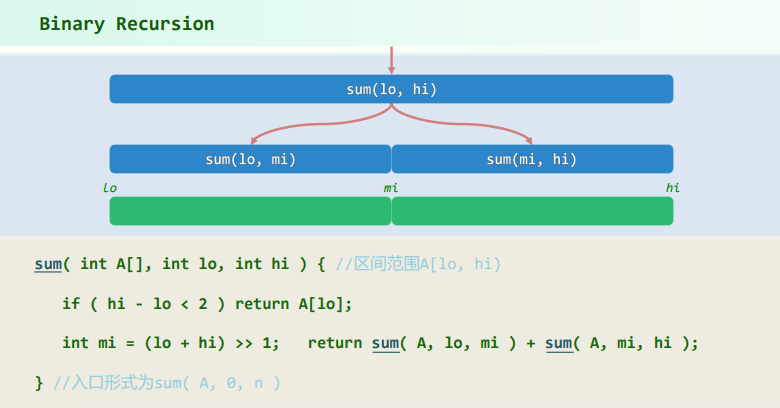 Binary Recursion
sum(lo, hi)
sum(lo, mi) sum(mi, hi)
lo mi hi
sum( int A[], int lo, int hi ) { //区间范围A[lo, hi)
if ( hi - lo < 2 ) return A[lo];
int mi = (lo + hi) >> 1; return sum( A, lo, mi ) + sum( A, mi, hi );
} //入口形式为sum( A, 0, n )